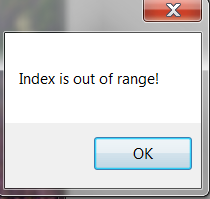 Index is out of range!
OK